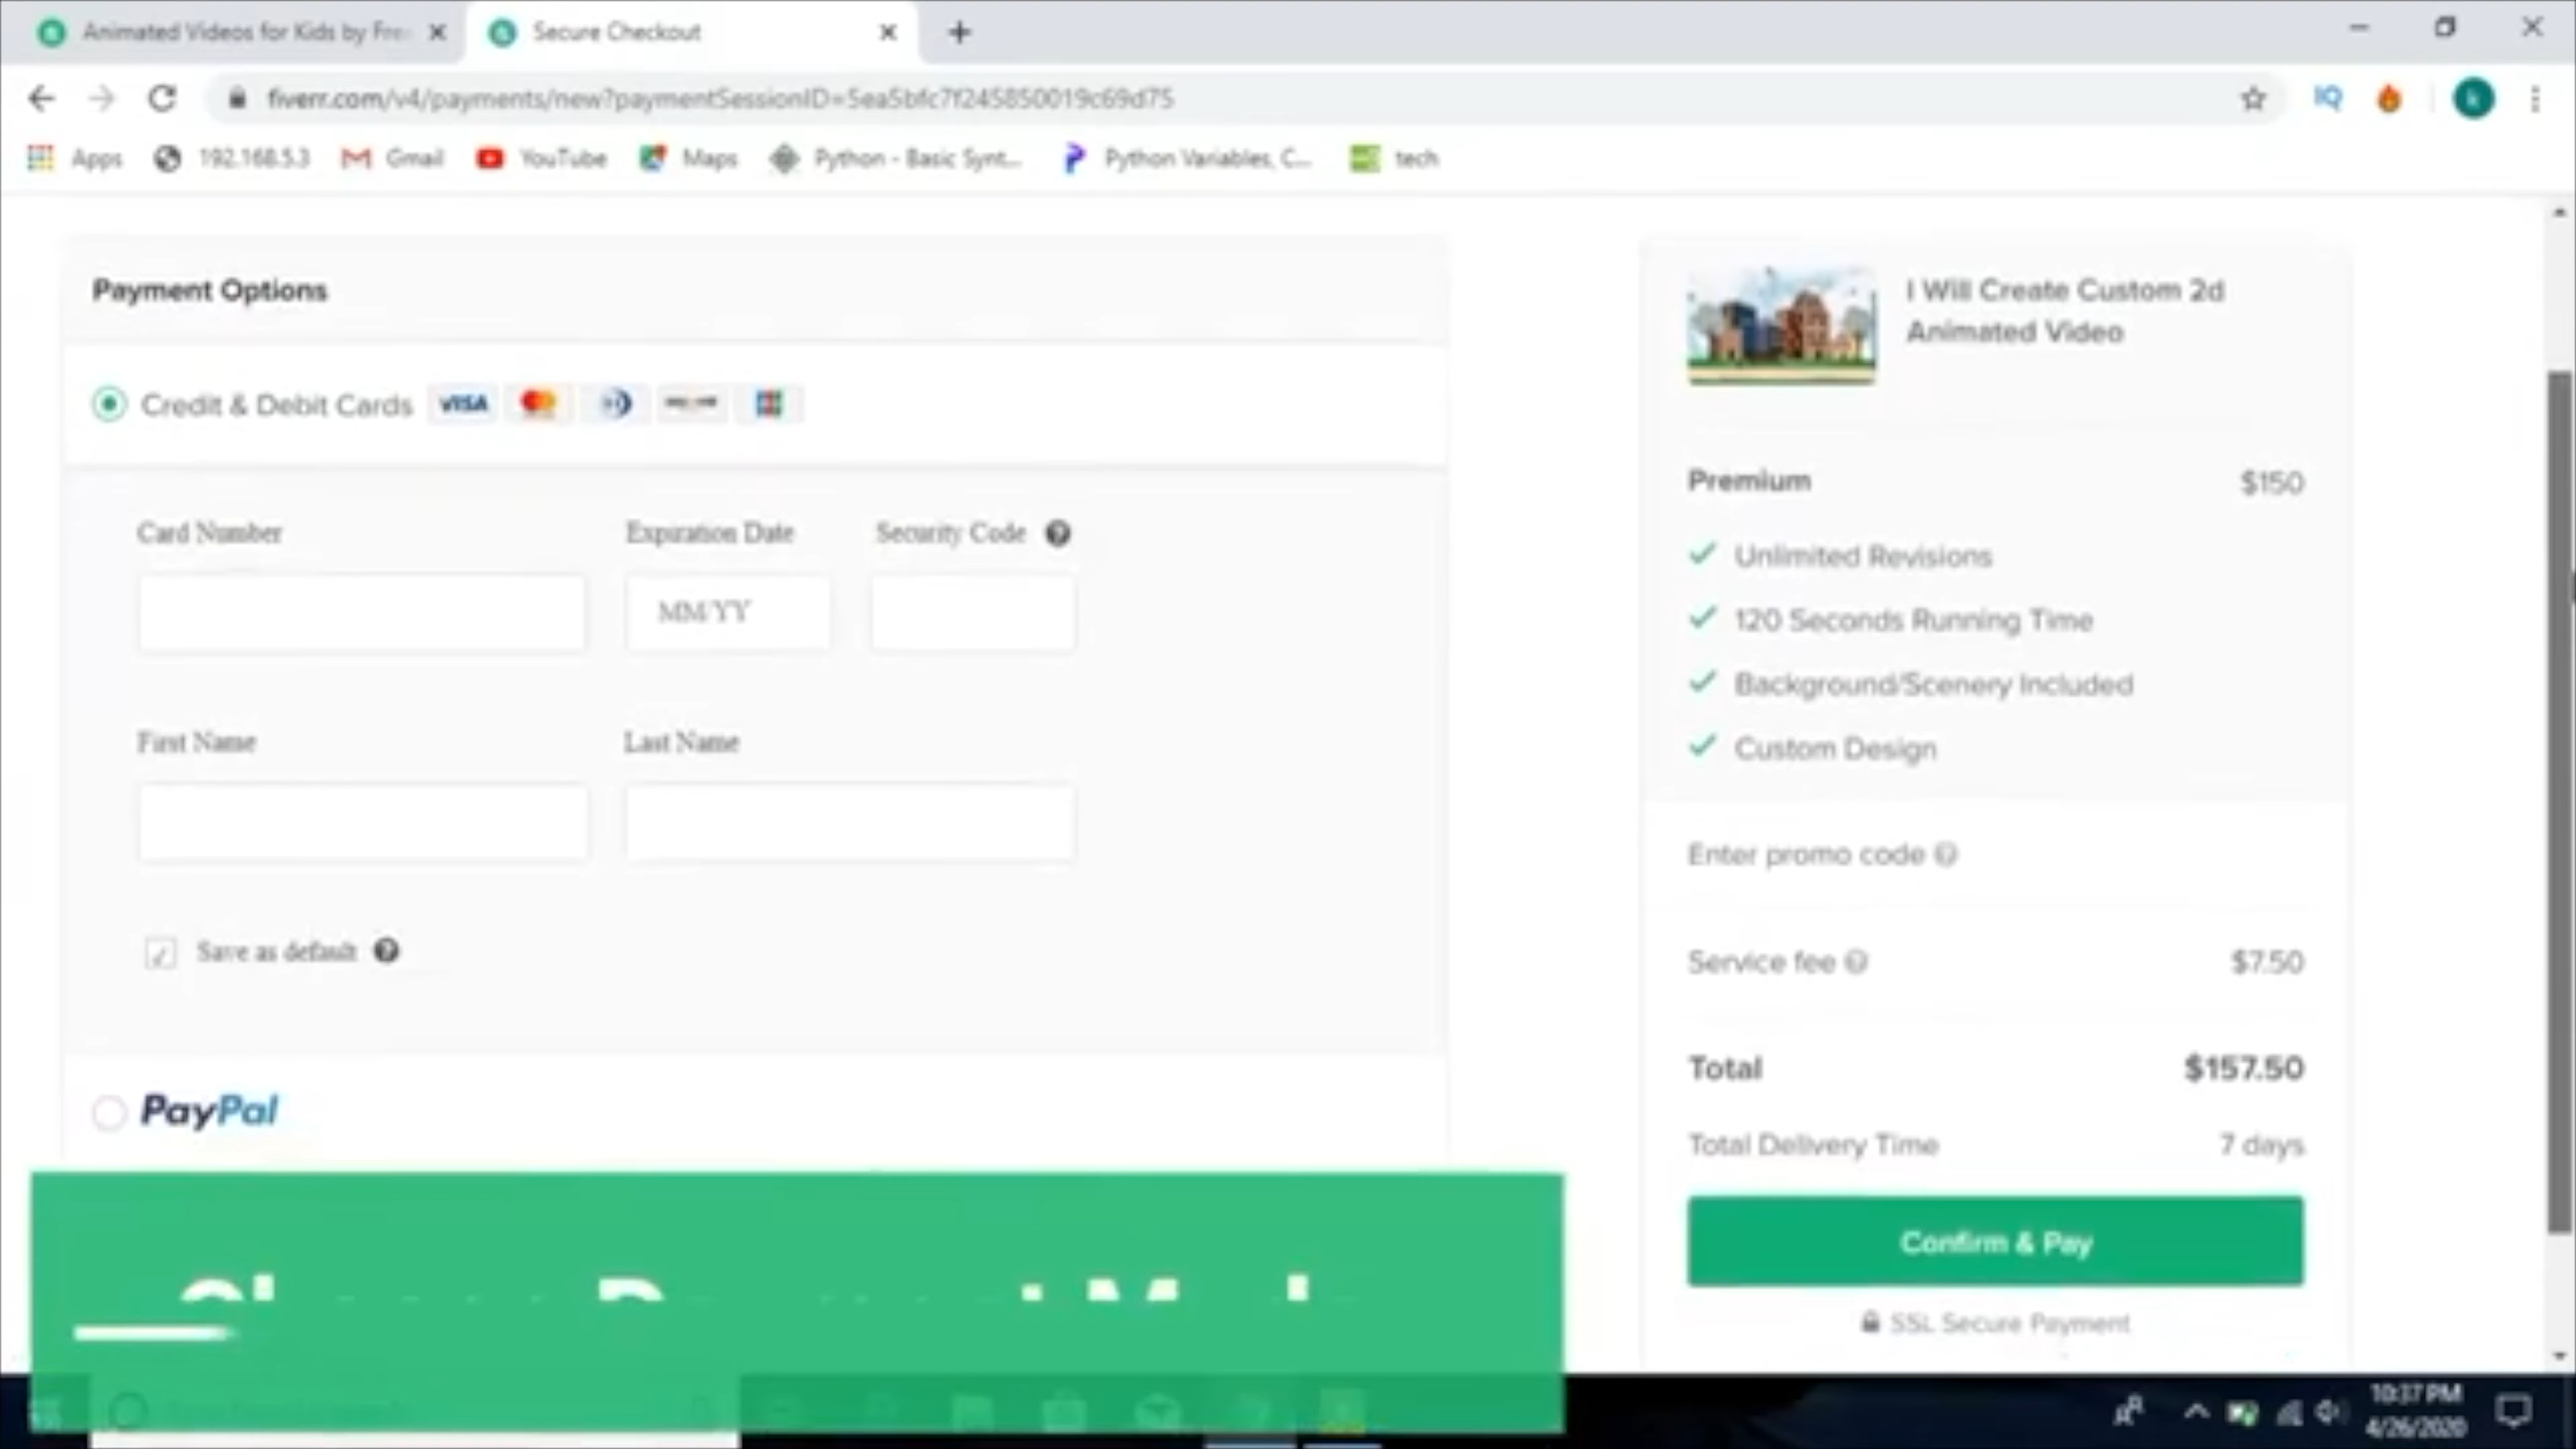 Animated Videos for Kids by Fre
Secure Checkout
fiverr.com/v4/payments/new?paymentSessionID=5ea5bfc7f245850019c69d75
Apps
192.168.5.3
Gmail
YouTube
Maps
Python - Basic Synt...
Python Variables, C...
tech
IQ
k
Payment Options
Credit & Debit Cards
VISA
Card Number
Expiration Date
Security Code
MM/YY
First Name
Last Name
Save as default
PayPal
I Will Create Custom 2d
Animated Video
Premium
$150
Unlimited Revisions
120 Seconds Running Time
Background/Scenery Included
Custom Design
Enter promo code
Service fee
$7.50
Total
$157.50
Total Delivery Time
7 days
Confirm & Pay
SSL Secure Payment
10:37 PM
4/26/2020